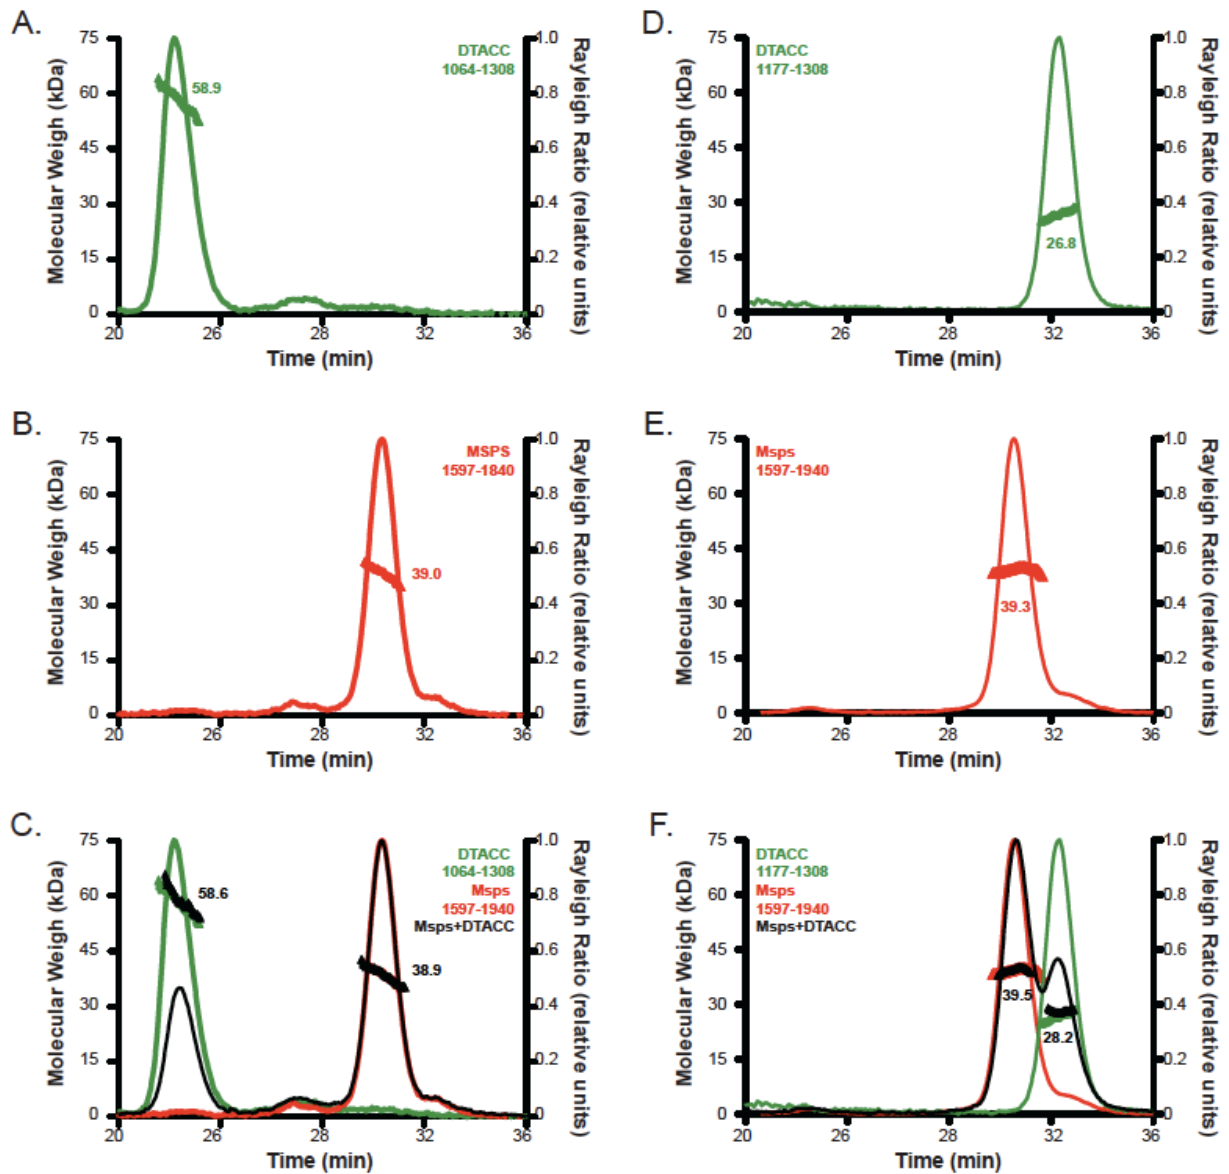 A.
75
60
45
30
15
0
Molecular Weigh (kDa)
DTACC
1064-1308
58.9
1.0
0.8
0.6
0.4
0.2
0
Rayleigh Ratio (relative units)
20 26 28 32 36
Time (min)
D.
75
60
45
30
15
0
Molecular Weigh (kDa)
DTACC
1177-1308
26.8
1.0
0.8
0.6
0.4
0.2
0
Rayleigh Ratio (relative units)
20 26 28 32 36
Time (min)
B.
75
60
45
30
15
0
Molecular Weigh (kDa)
MSPS
1597-1840
39.0
1.0
0.8
0.6
0.4
0.2
0
Rayleigh Ratio (relative units)
20 26 28 32 36
Time (min)
E.
75
60
45
30
15
0
Molecular Weigh (kDa)
Msps
1597-1940
39.3
1.0
0.8
0.6
0.4
0.2
0
Rayleigh Ratio (relative units)
20 26 28 32 36
Time (min)
C.
75
60
45
30
15
0
Molecular Weigh (kDa)
DTACC
1064-1308
Msps
1597-1940
Msps+DTACC
58.6
38.9
1.0
0.8
0.6
0.4
0.2
0
Rayleigh Ratio (relative units)
20 26 28 32 36
Time (min)
F.
75
60
45
30
15
0
Molecular Weigh (kDa)
DTACC
1177-1308
Msps
1597-1940
Msps+DTACC
39.5
28.2
1.0
0.8
0.6
0.4
0.2
0
Rayleigh Ratio (relative units)
20 26 28 32 36
Time (min)